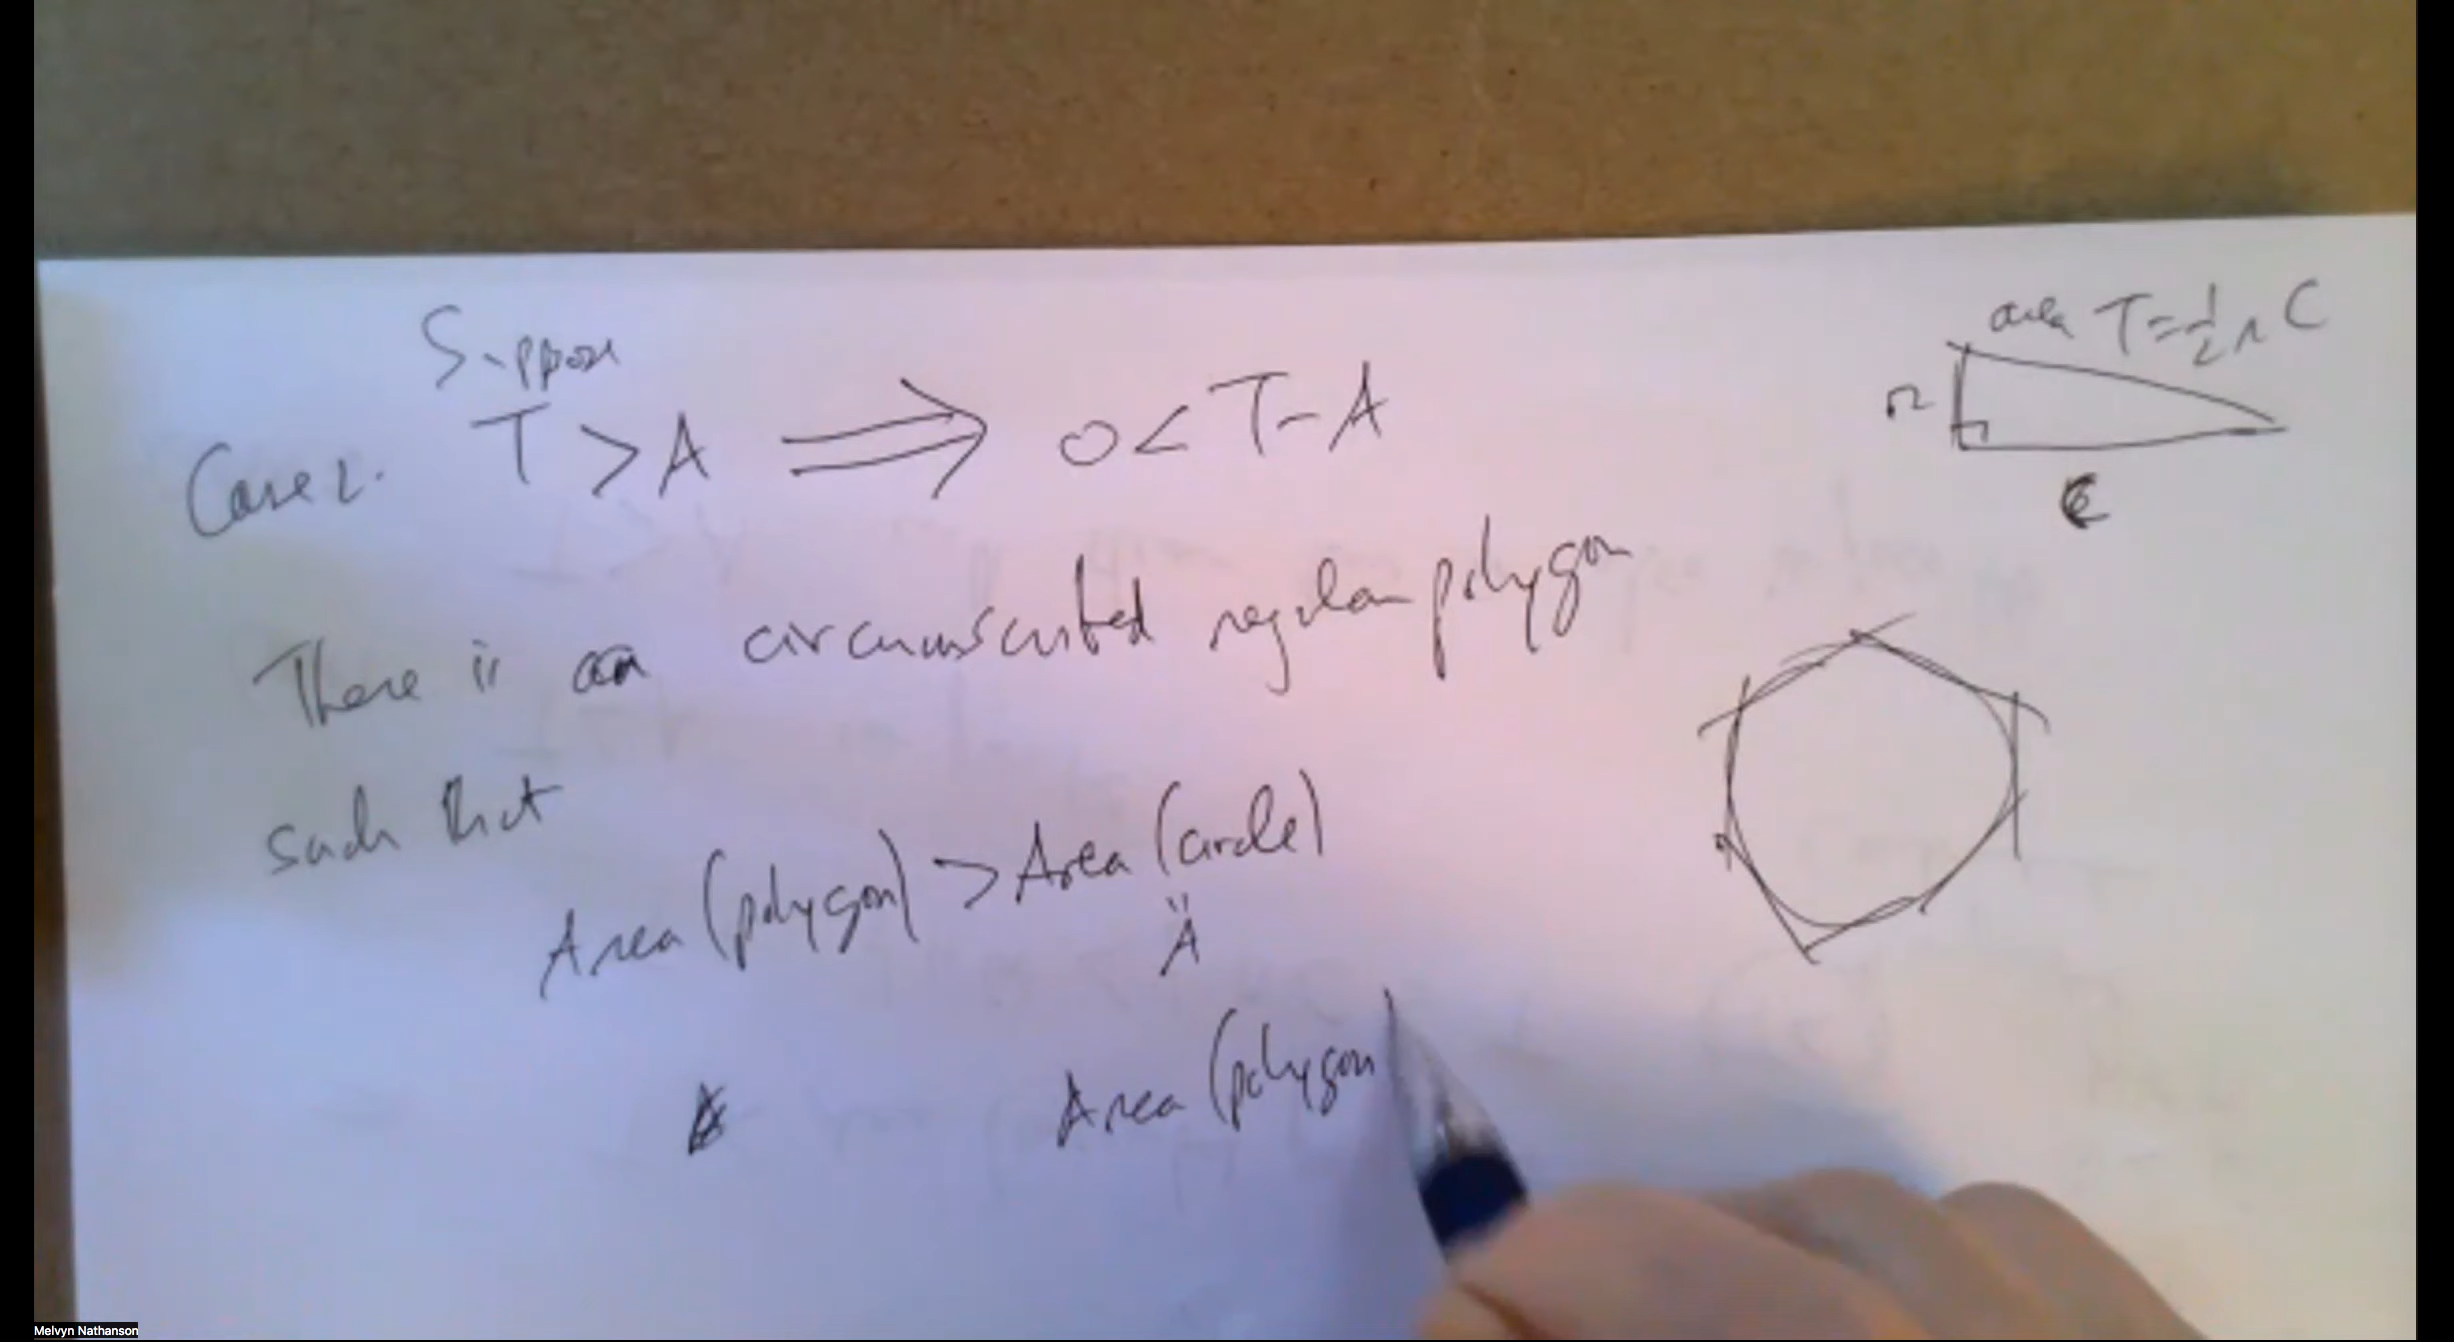 Suppose
Case 2. T > A ⟹ 0 < T - A
area T = 1/2 r C
r
C
There is a circumscribed regular polygon
such that
Area (polygon) > Area (circle)
"
A
Area (polygon)
Melvyn Nathanson